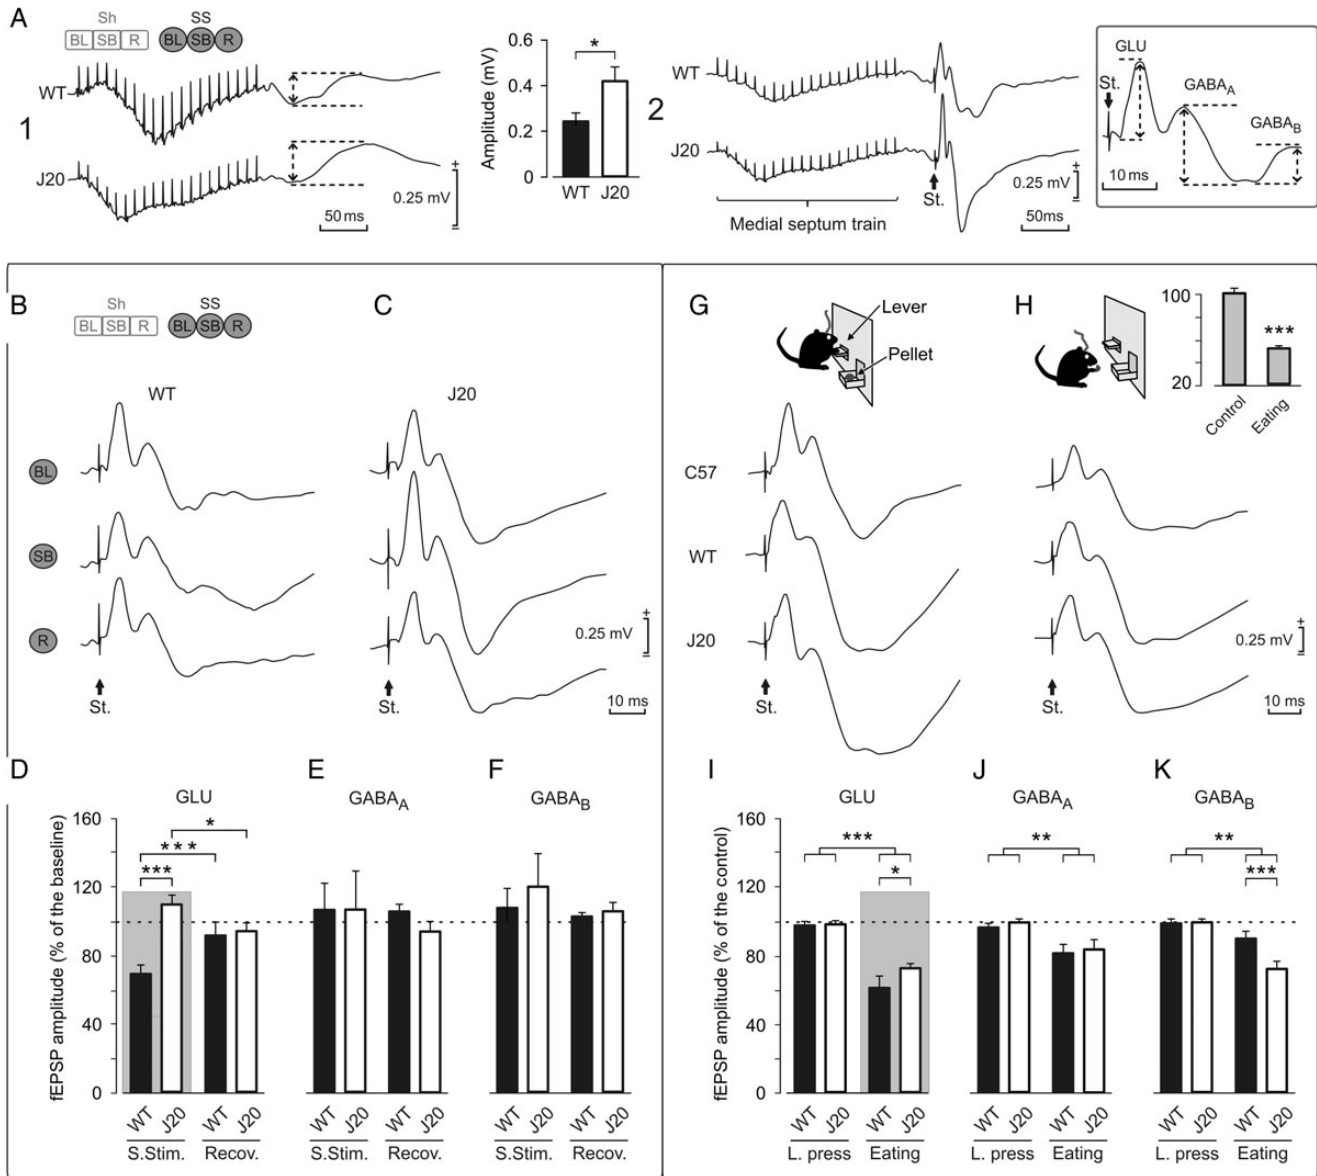 A
Sh
SS
BL SB R
BL SB R
WT
1
J20
0.25 mV
+
−
50 ms
Amplitude (mV)
0.6
0.4
0.2
0
*
WT J20
2
WT
J20
Medial septum train
St.
+
0.25 mV
−
50ms
GLU
St.
GABAA
GABAB
10 ms
B
Sh
SS
BL SB R
BL SB R
C
WT
J20
BL
SB
R
St.
St.
+
0.25 mV
−
10 ms
G
Lever
Pellet
H
100
20
***
Control
Eating
C57
WT
J20
St.
St.
+
0.25 mV
−
10 ms
D
E
F
GLU
GABAA
GABAB
fEPSP amplitude (% of the baseline)
160
120
80
40
0
*
***
***
WT J20 WT J20
S.Stim. Recov.
WT J20 WT J20
S.Stim. Recov.
WT J20 WT J20
S.Stim. Recov.
I
J
K
GLU
GABAA
GABAB
fEPSP amplitude (% of the control)
160
120
80
40
0
***
*
**
**
***
WT J20 WT J20
L. press Eating
WT J20 WT J20
L. press Eating
WT J20 WT J20
L. press Eating